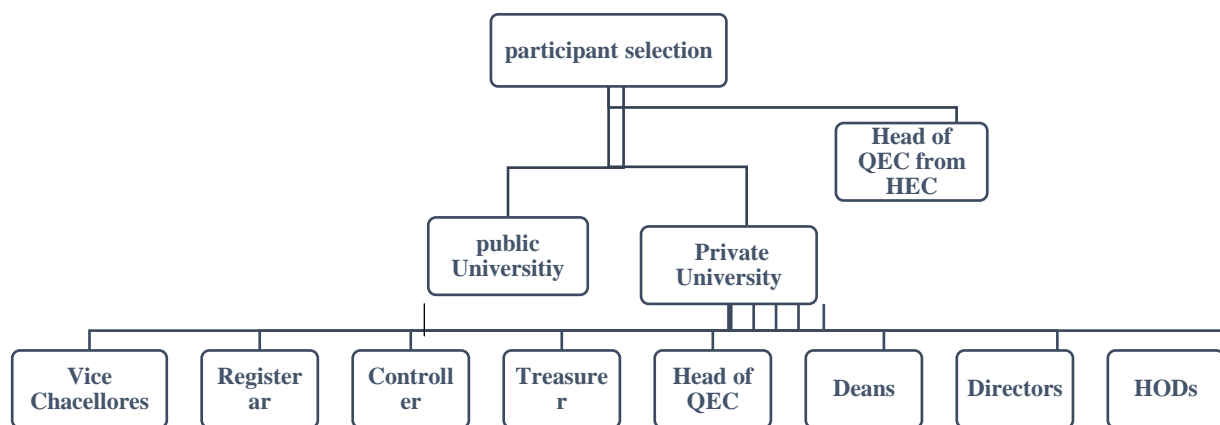 participant selection
Head of
QEC from
HEC
public
Universitiy
Private
University
Vice
Chacellores
Register
ar
Controll
er
Treasure
r
Head of
QEC
Deans
Directors
HODs